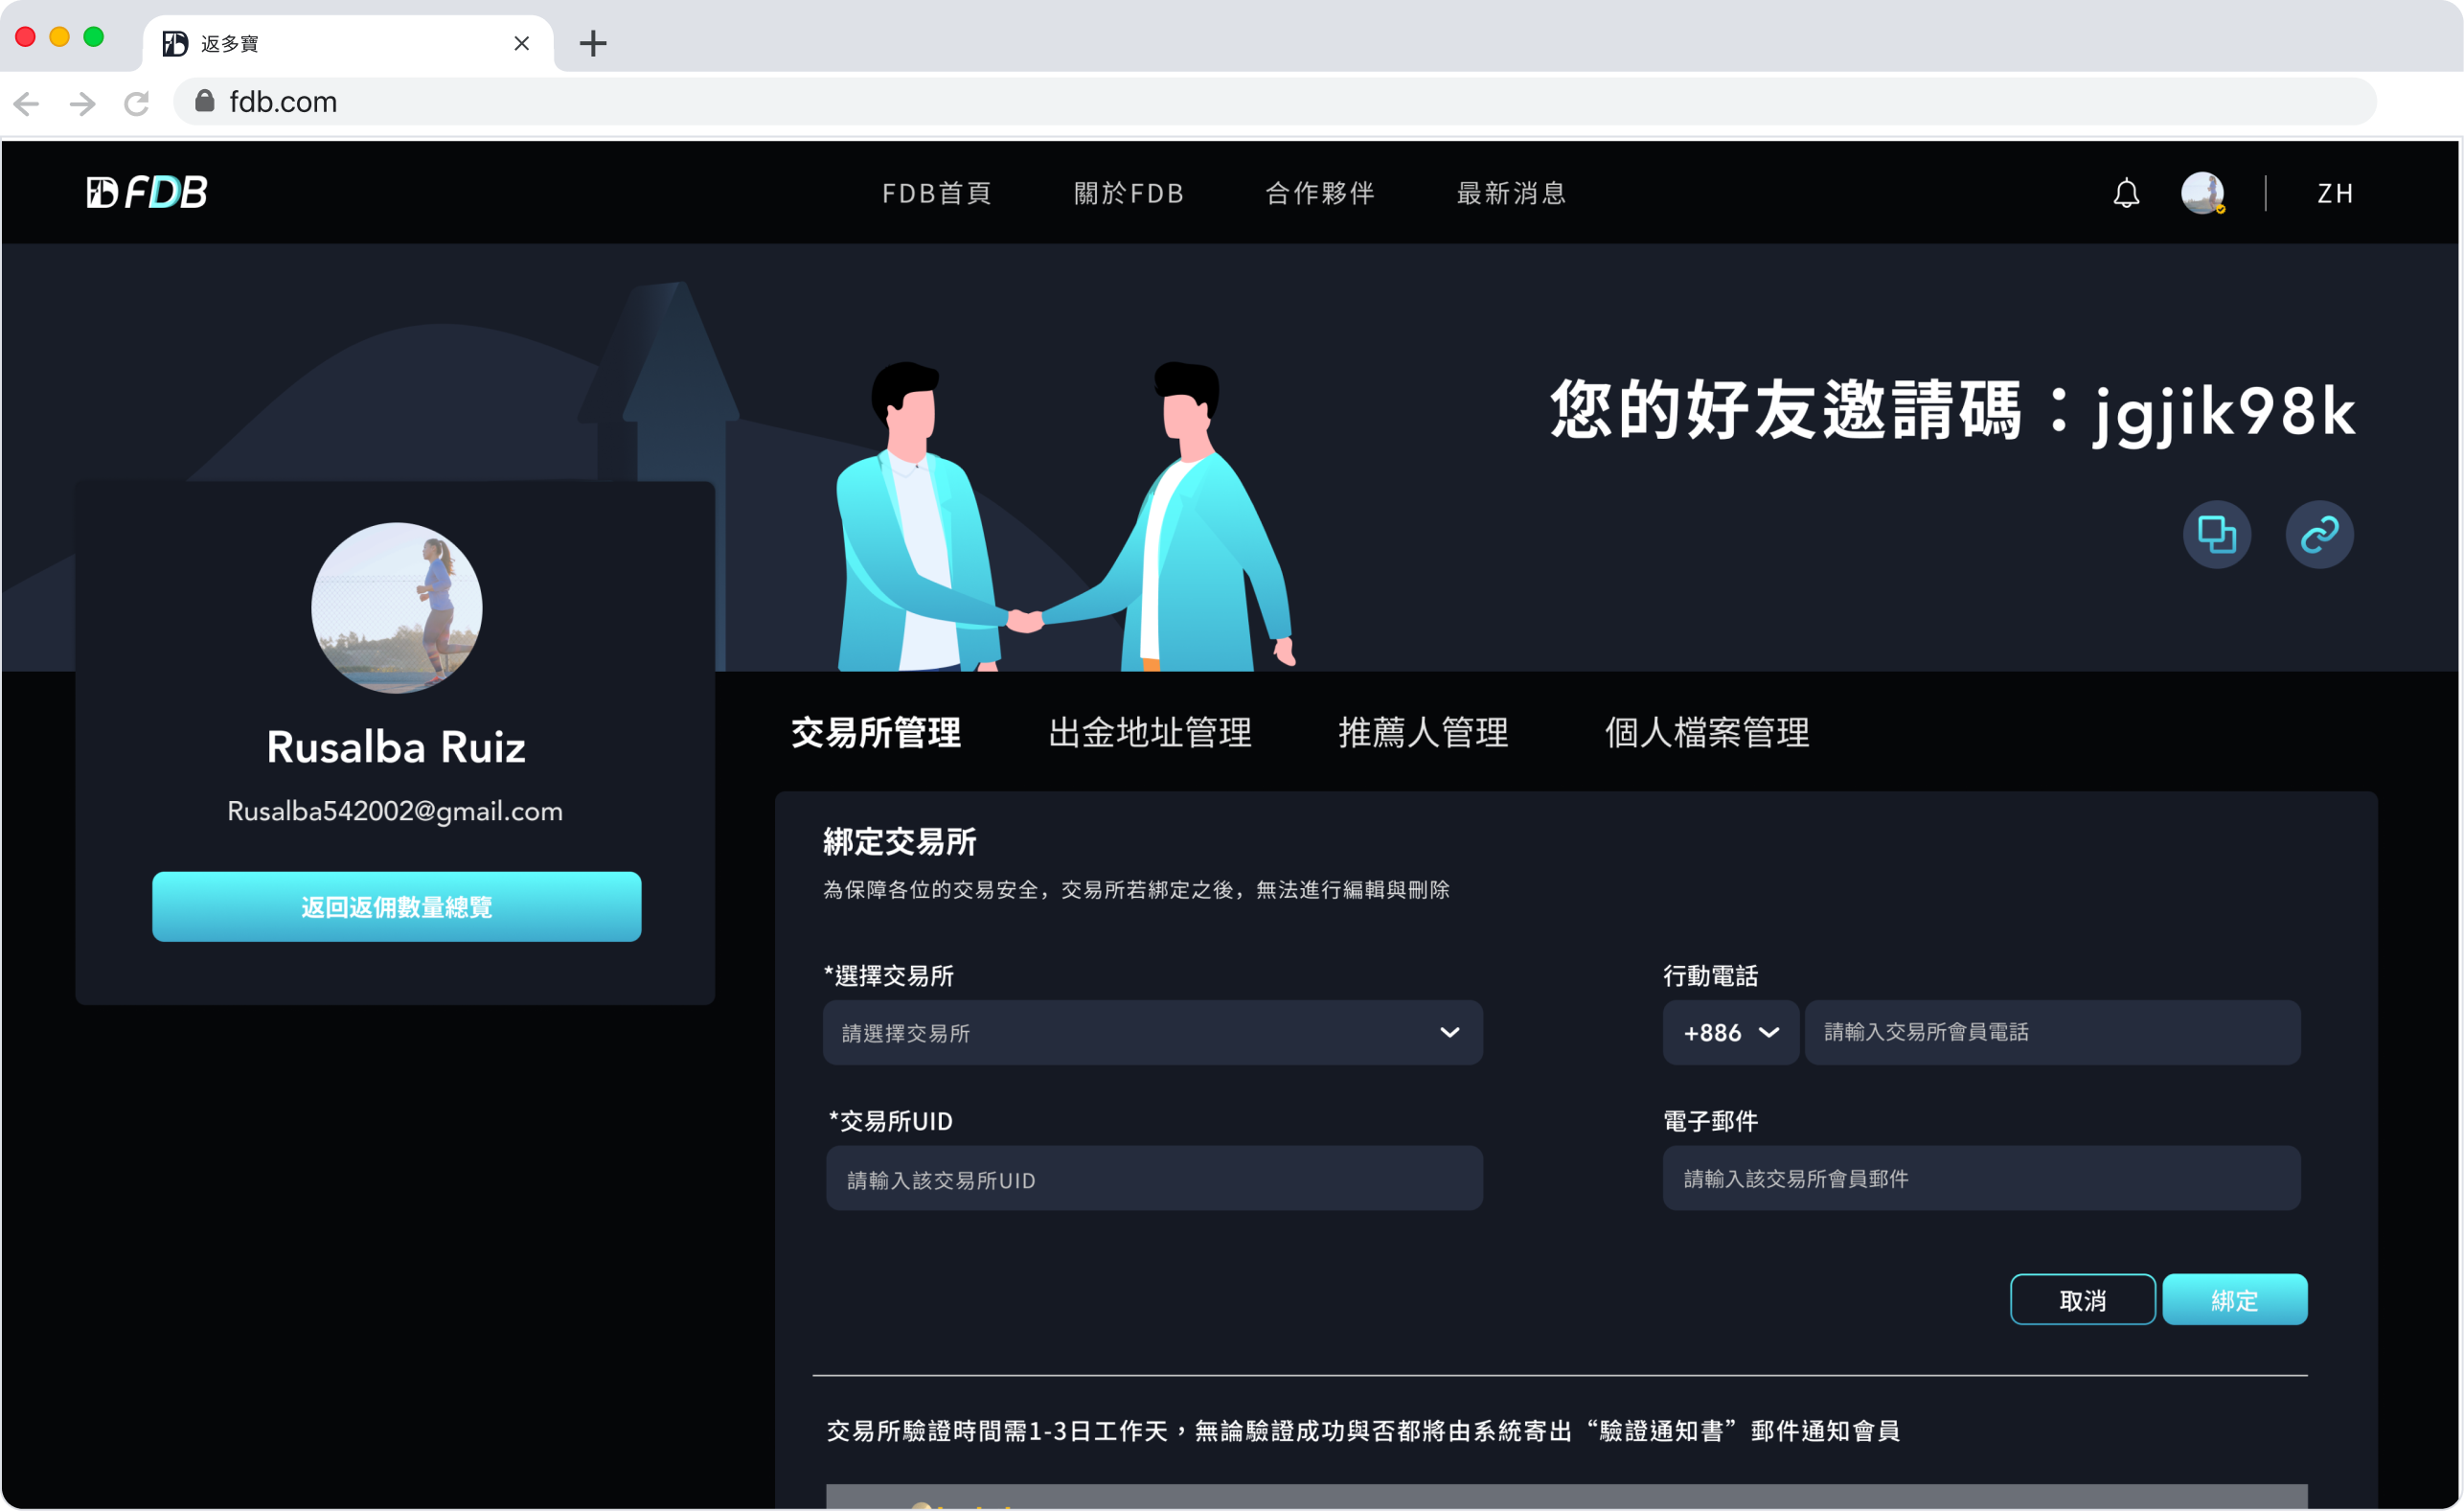 返多寶
fdb.com
FDB
FDB首頁
關於FDB
合作夥伴
最新消息
ZH
您的好友邀請碼：jgjik98k
Rusalba Ruiz
Rusalba542002@gmail.com
返回返佣數量總覽
交易所管理
出金地址管理
推薦人管理
個人檔案管理
綁定交易所
為保障各位的交易安全，交易所若綁定之後，無法進行編輯與刪除
*選擇交易所
請選擇交易所
行動電話
+886
請輸入交易所會員電話
*交易所UID
請輸入該交易所UID
電子郵件
請輸入該交易所會員郵件
取消
綁定
交易所驗證時間需1-3日工作天，無論驗證成功與否都將由系統寄出“驗證通知書”郵件通知會員